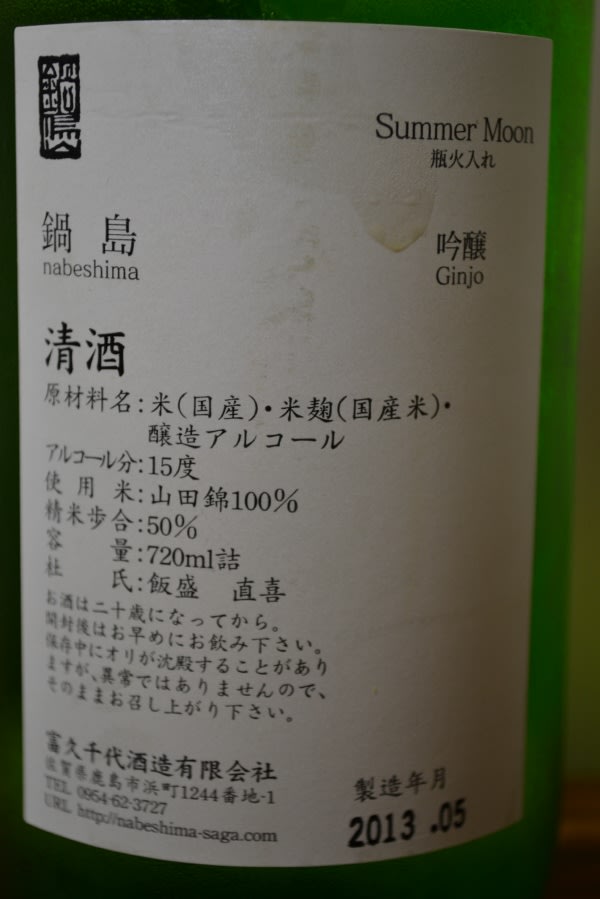 鍋島
Summer Moon
瓶火入れ
鍋島
nabeshima
吟醸
Ginjo
清酒
原材料名:米(国産)・米麹(国産米)・
醸造アルコール
アルコール分:15度
使用米:山田錦100%
精米歩合:50%
容量:720ml詰
杜氏:飯盛 直喜
お酒は二十歳になってから。
開封後はお早めにお飲み下さい。
保存中にオリが沈殿することがあり
ますが、異常ではありませんので、
そのままお召し上がり下さい。
富久千代酒造有限会社
佐賀県鹿島市浜町1244番地-1
TEL 0954-62-3727
URL http://nabeshima-saga.com
製造年月
2013 .05